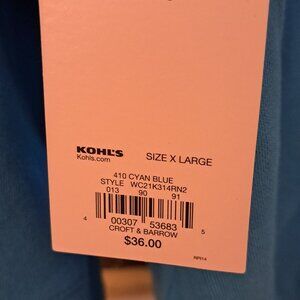 KOHL'S
Kohls.com
SIZE X LARGE
410 CYAN BLUE
STYLE WC21K314RN2
013 90 91
4 00307 53683 5
CROFT & BARROW
$36.00